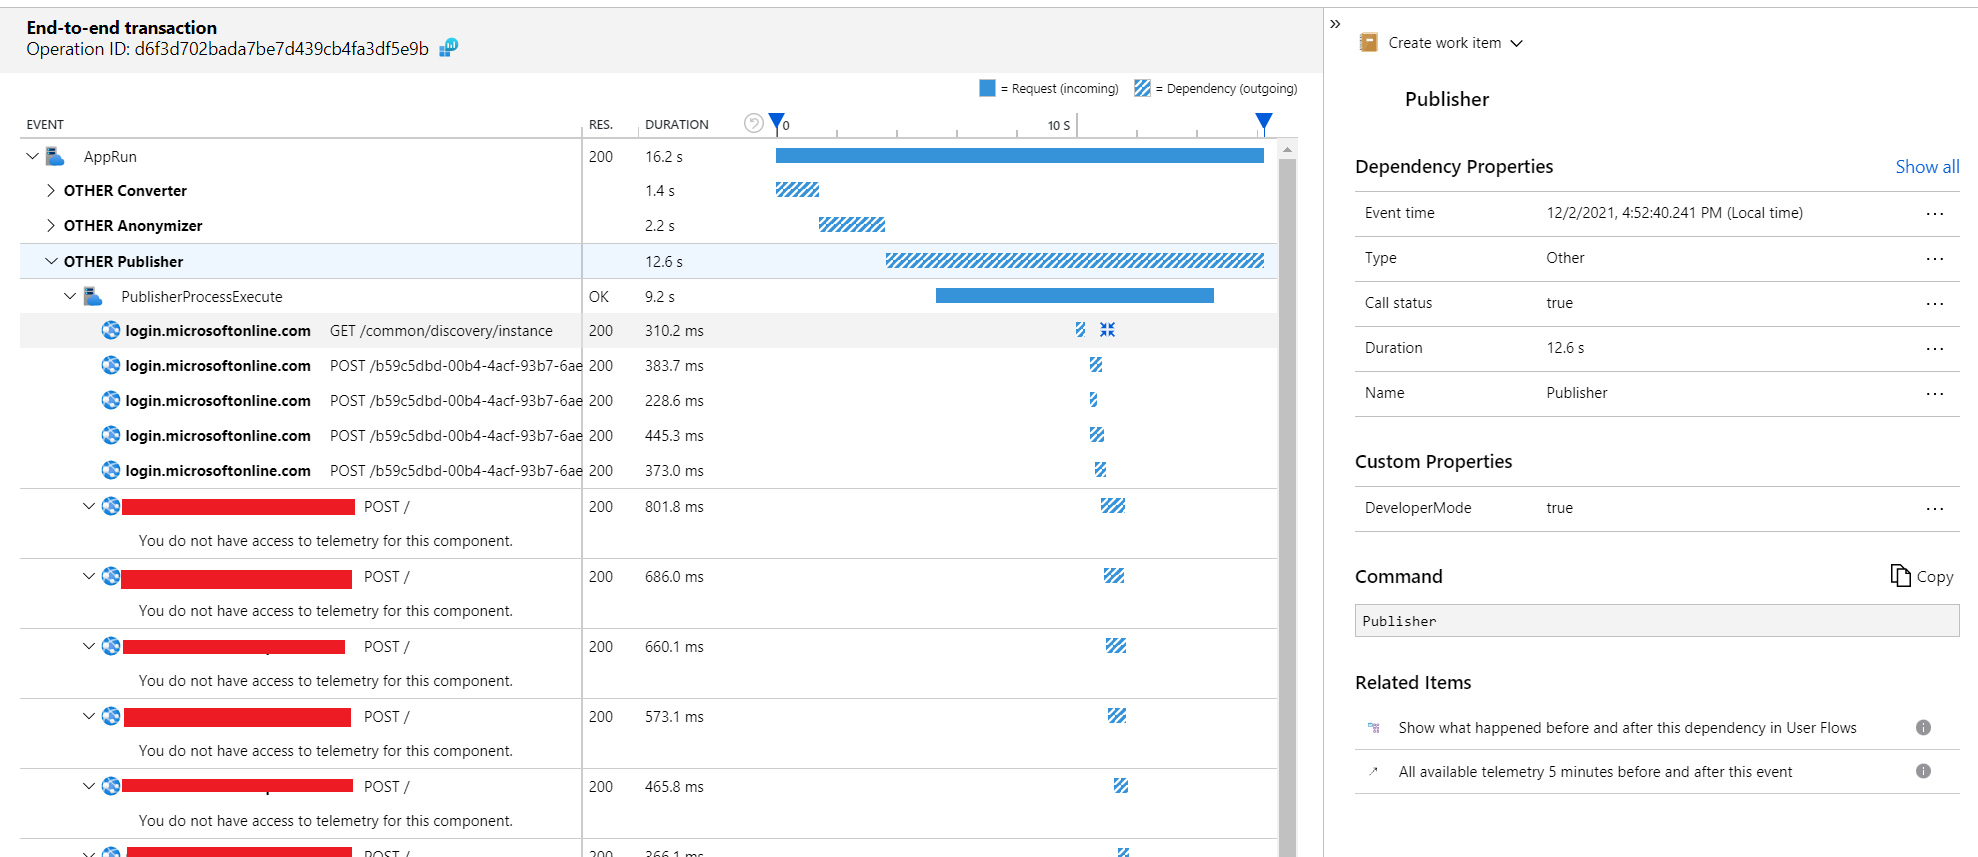 End-to-end transaction
Operation ID: d6f3d702bada7be7d439cb4fa3df5e9b
= Request (incoming) = Dependency (outgoing)
EVENT RES. DURATION 0 10 S
AppRun 200 16.2 s
OTHER Converter 1.4 s
OTHER Anonymizer 2.2 s
OTHER Publisher 12.6 s
PublisherProcessExecute OK 9.2 s
login.microsoftonline.com GET /common/discovery/instance 200 310.2 ms
login.microsoftonline.com POST /b59c5dbd-00b4-4acf-93b7-6ae 200 383.7 ms
login.microsoftonline.com POST /b59c5dbd-00b4-4acf-93b7-6ae 200 228.6 ms
login.microsoftonline.com POST /b59c5dbd-00b4-4acf-93b7-6ae 200 445.3 ms
login.microsoftonline.com POST /b59c5dbd-00b4-4acf-93b7-6ae 200 373.0 ms
POST / 200 801.8 ms
You do not have access to telemetry for this component.
POST / 200 686.0 ms
You do not have access to telemetry for this component.
POST / 200 660.1 ms
You do not have access to telemetry for this component.
POST / 200 573.1 ms
You do not have access to telemetry for this component.
POST / 200 465.8 ms
You do not have access to telemetry for this component.
POST / 200 366.1 ms
» Create work item
Publisher
Dependency Properties Show all
Event time 12/2/2021, 4:52:40.241 PM (Local time) ...
Type Other ...
Call status true ...
Duration 12.6 s ...
Name Publisher ...
Custom Properties
DeveloperMode true ...
Command Copy
Publisher
Related Items
Show what happened before and after this dependency in User Flows
All available telemetry 5 minutes before and after this event